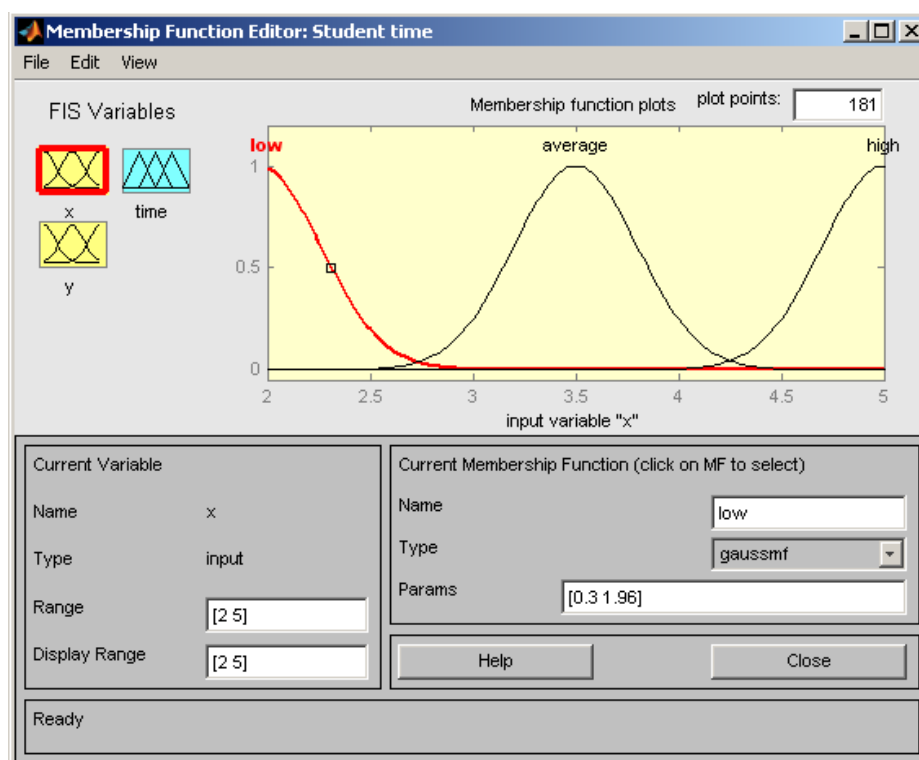 Membership Function Editor: Student time
File Edit View
FIS Variables
Membership function plots plot points: 181
x
time
y
low average high
1
0.5
0
2 2.5 3 3.5 4 4.5 5
input variable "x"
Current Variable
Name x
Type input
Range [2 5]
Display Range [2 5]
Current Membership Function (click on MF to select)
Name low
Type gaussmf
Params [0.3 1.96]
Help Close
Ready